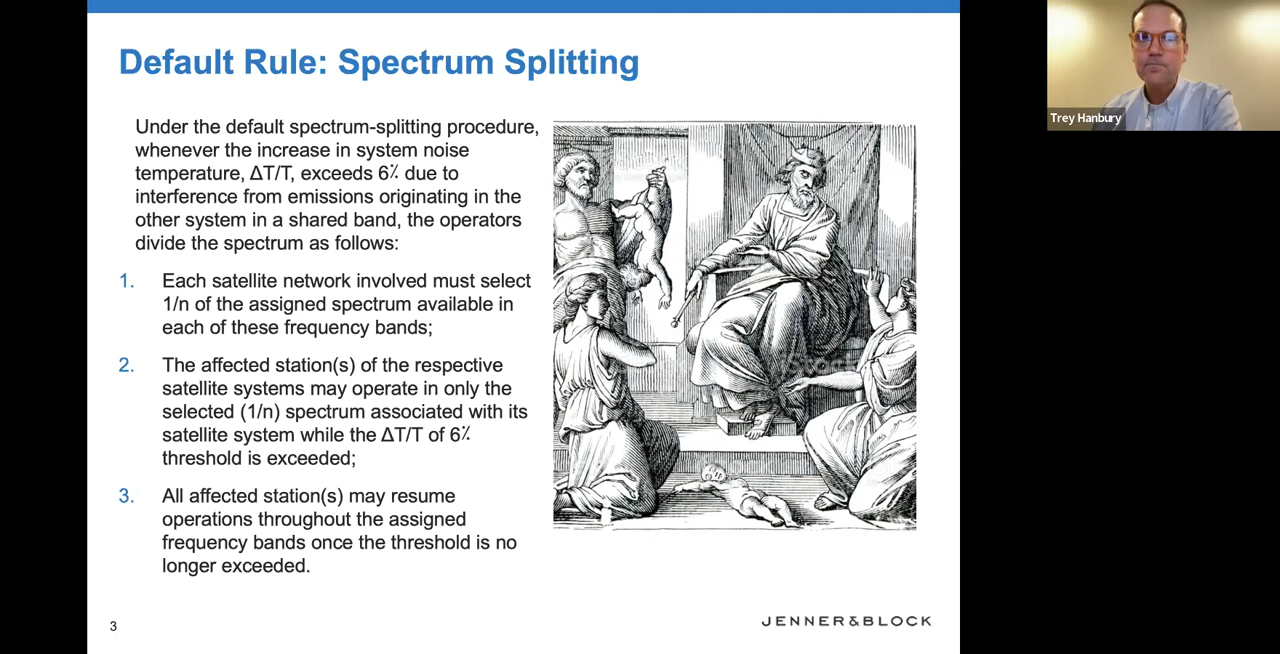 Default Rule: Spectrum Splitting
Under the default spectrum-splitting procedure,
whenever the increase in system noise
temperature, ΔT/T, exceeds 6% due to
interference from emissions originating in the
other system in a shared band, the operators
divide the spectrum as follows:
1. Each satellite network involved must select
1/n of the assigned spectrum available in
each of these frequency bands;
2. The affected station(s) of the respective
satellite systems may operate in only the
selected (1/n) spectrum associated with its
satellite system while the ΔT/T of 6%
threshold is exceeded;
3. All affected station(s) may resume
operations throughout the assigned
frequency bands once the threshold is no
longer exceeded.
3
JENNER&BLOCK
Trey Hanbury